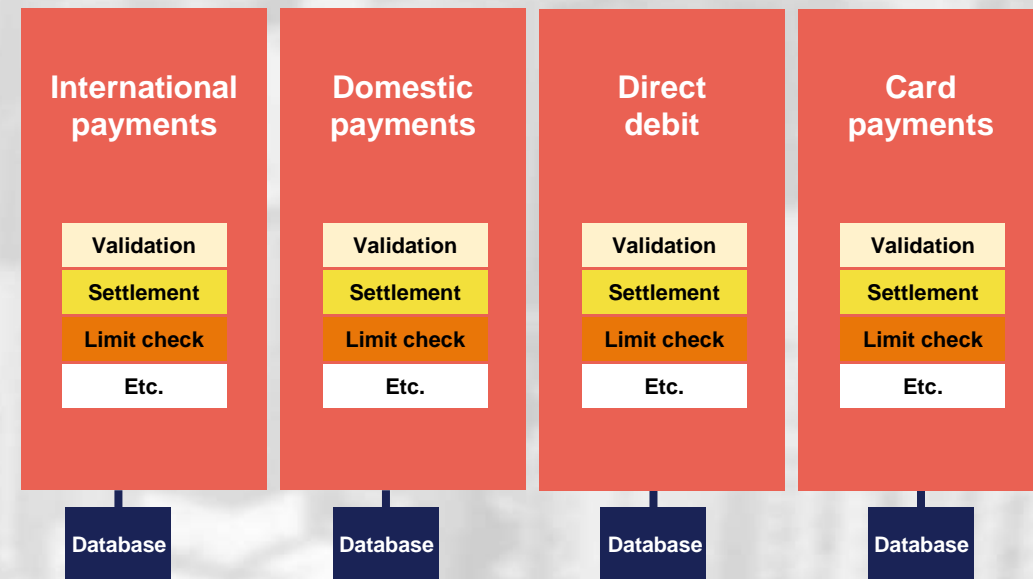 International
payments
Validation
Settlement
Limit check
Etc.
Database
Domestic
payments
Validation
Settlement
Limit check
Etc.
Database
Direct
debit
Validation
Settlement
Limit check
Etc.
Database
Card
payments
Validation
Settlement
Limit check
Etc.
Database